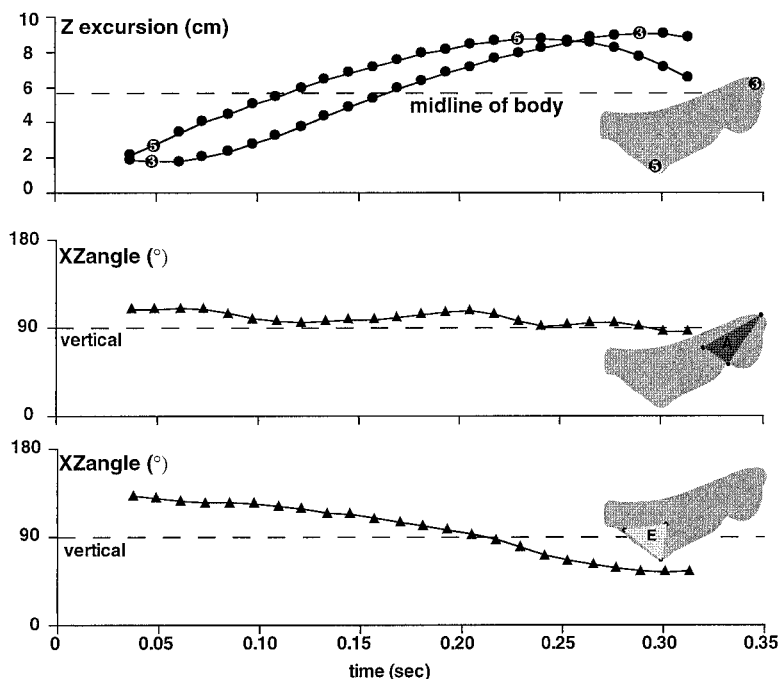 10
Z excursion (cm)
8
6
4
2
0
5
3
5
3
midline of body
3
5
180
XZangle (°)
90
vertical
0
A
180
XZangle (°)
90
vertical
0
E
0
0.05
0.10
0.15
0.20
0.25
0.30
0.35
time (sec)